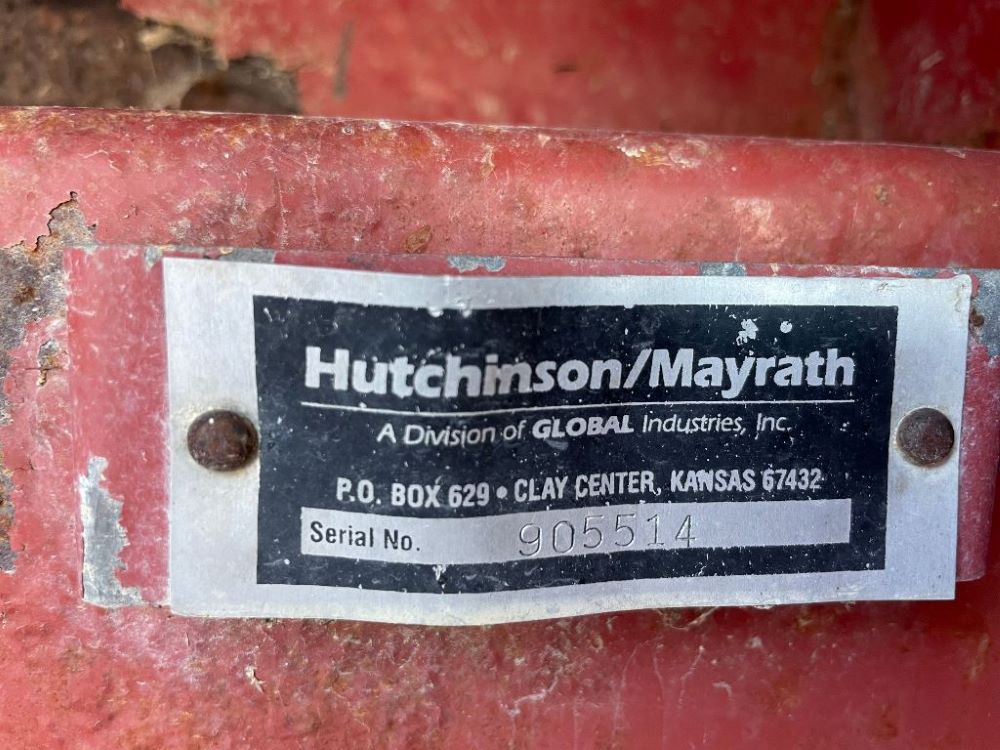 Hutchinson/Mayrath
A Division of GLOBAL Industries, Inc.
P.O. BOX 629 • CLAY CENTER, KANSAS 67432
Serial No. 905514